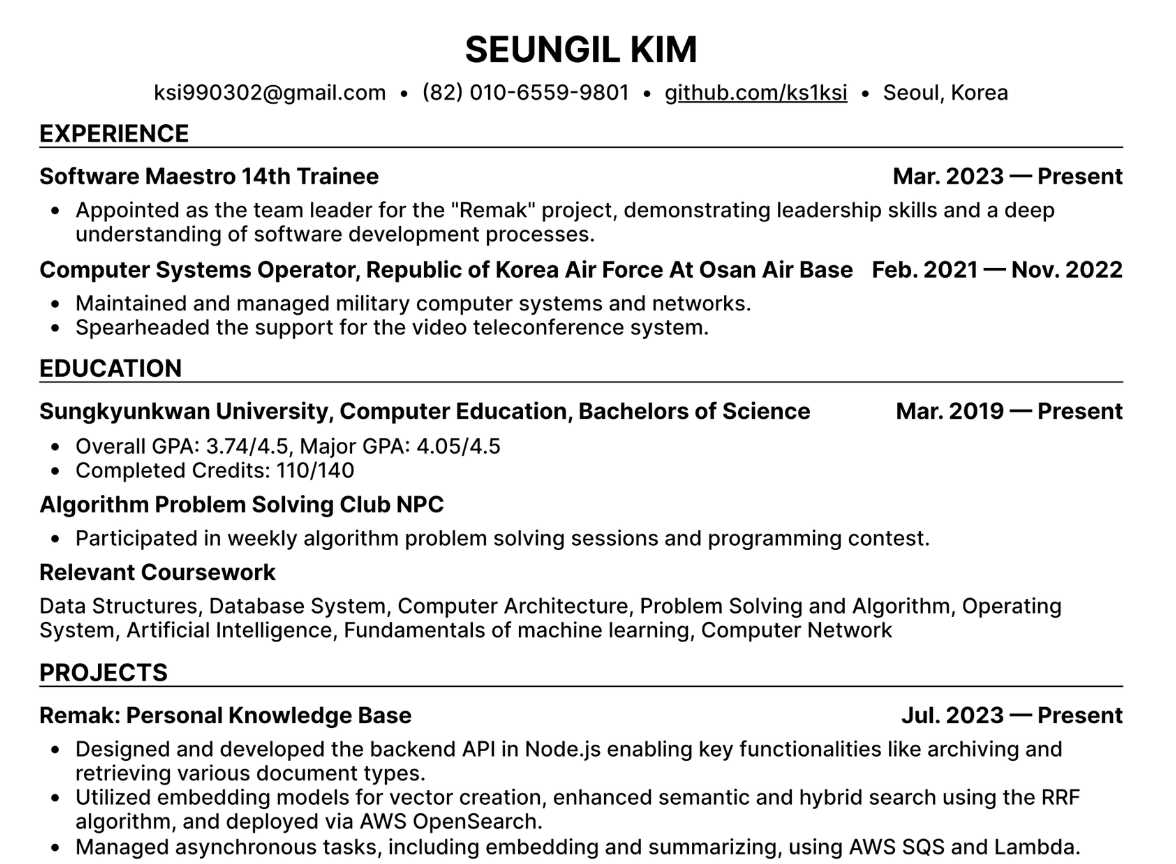 SEUNGIL KIM
ksi990302@gmail.com • (82) 010-6559-9801 • github.com/ks1ksi • Seoul, Korea
EXPERIENCE
Software Maestro 14th Trainee Mar. 2023 — Present
• Appointed as the team leader for the "Remak" project, demonstrating leadership skills and a deep
understanding of software development processes.
Computer Systems Operator, Republic of Korea Air Force At Osan Air Base Feb. 2021 — Nov. 2022
• Maintained and managed military computer systems and networks.
• Spearheaded the support for the video teleconference system.
EDUCATION
Sungkyunkwan University, Computer Education, Bachelors of Science Mar. 2019 — Present
• Overall GPA: 3.74/4.5, Major GPA: 4.05/4.5
• Completed Credits: 110/140
Algorithm Problem Solving Club NPC
• Participated in weekly algorithm problem solving sessions and programming contest.
Relevant Coursework
Data Structures, Database System, Computer Architecture, Problem Solving and Algorithm, Operating
System, Artificial Intelligence, Fundamentals of machine learning, Computer Network
PROJECTS
Remak: Personal Knowledge Base Jul. 2023 — Present
• Designed and developed the backend API in Node.js enabling key functionalities like archiving and
retrieving various document types.
• Utilized embedding models for vector creation, enhanced semantic and hybrid search using the RRF
algorithm, and deployed via AWS OpenSearch.
• Managed asynchronous tasks, including embedding and summarizing, using AWS SQS and Lambda.